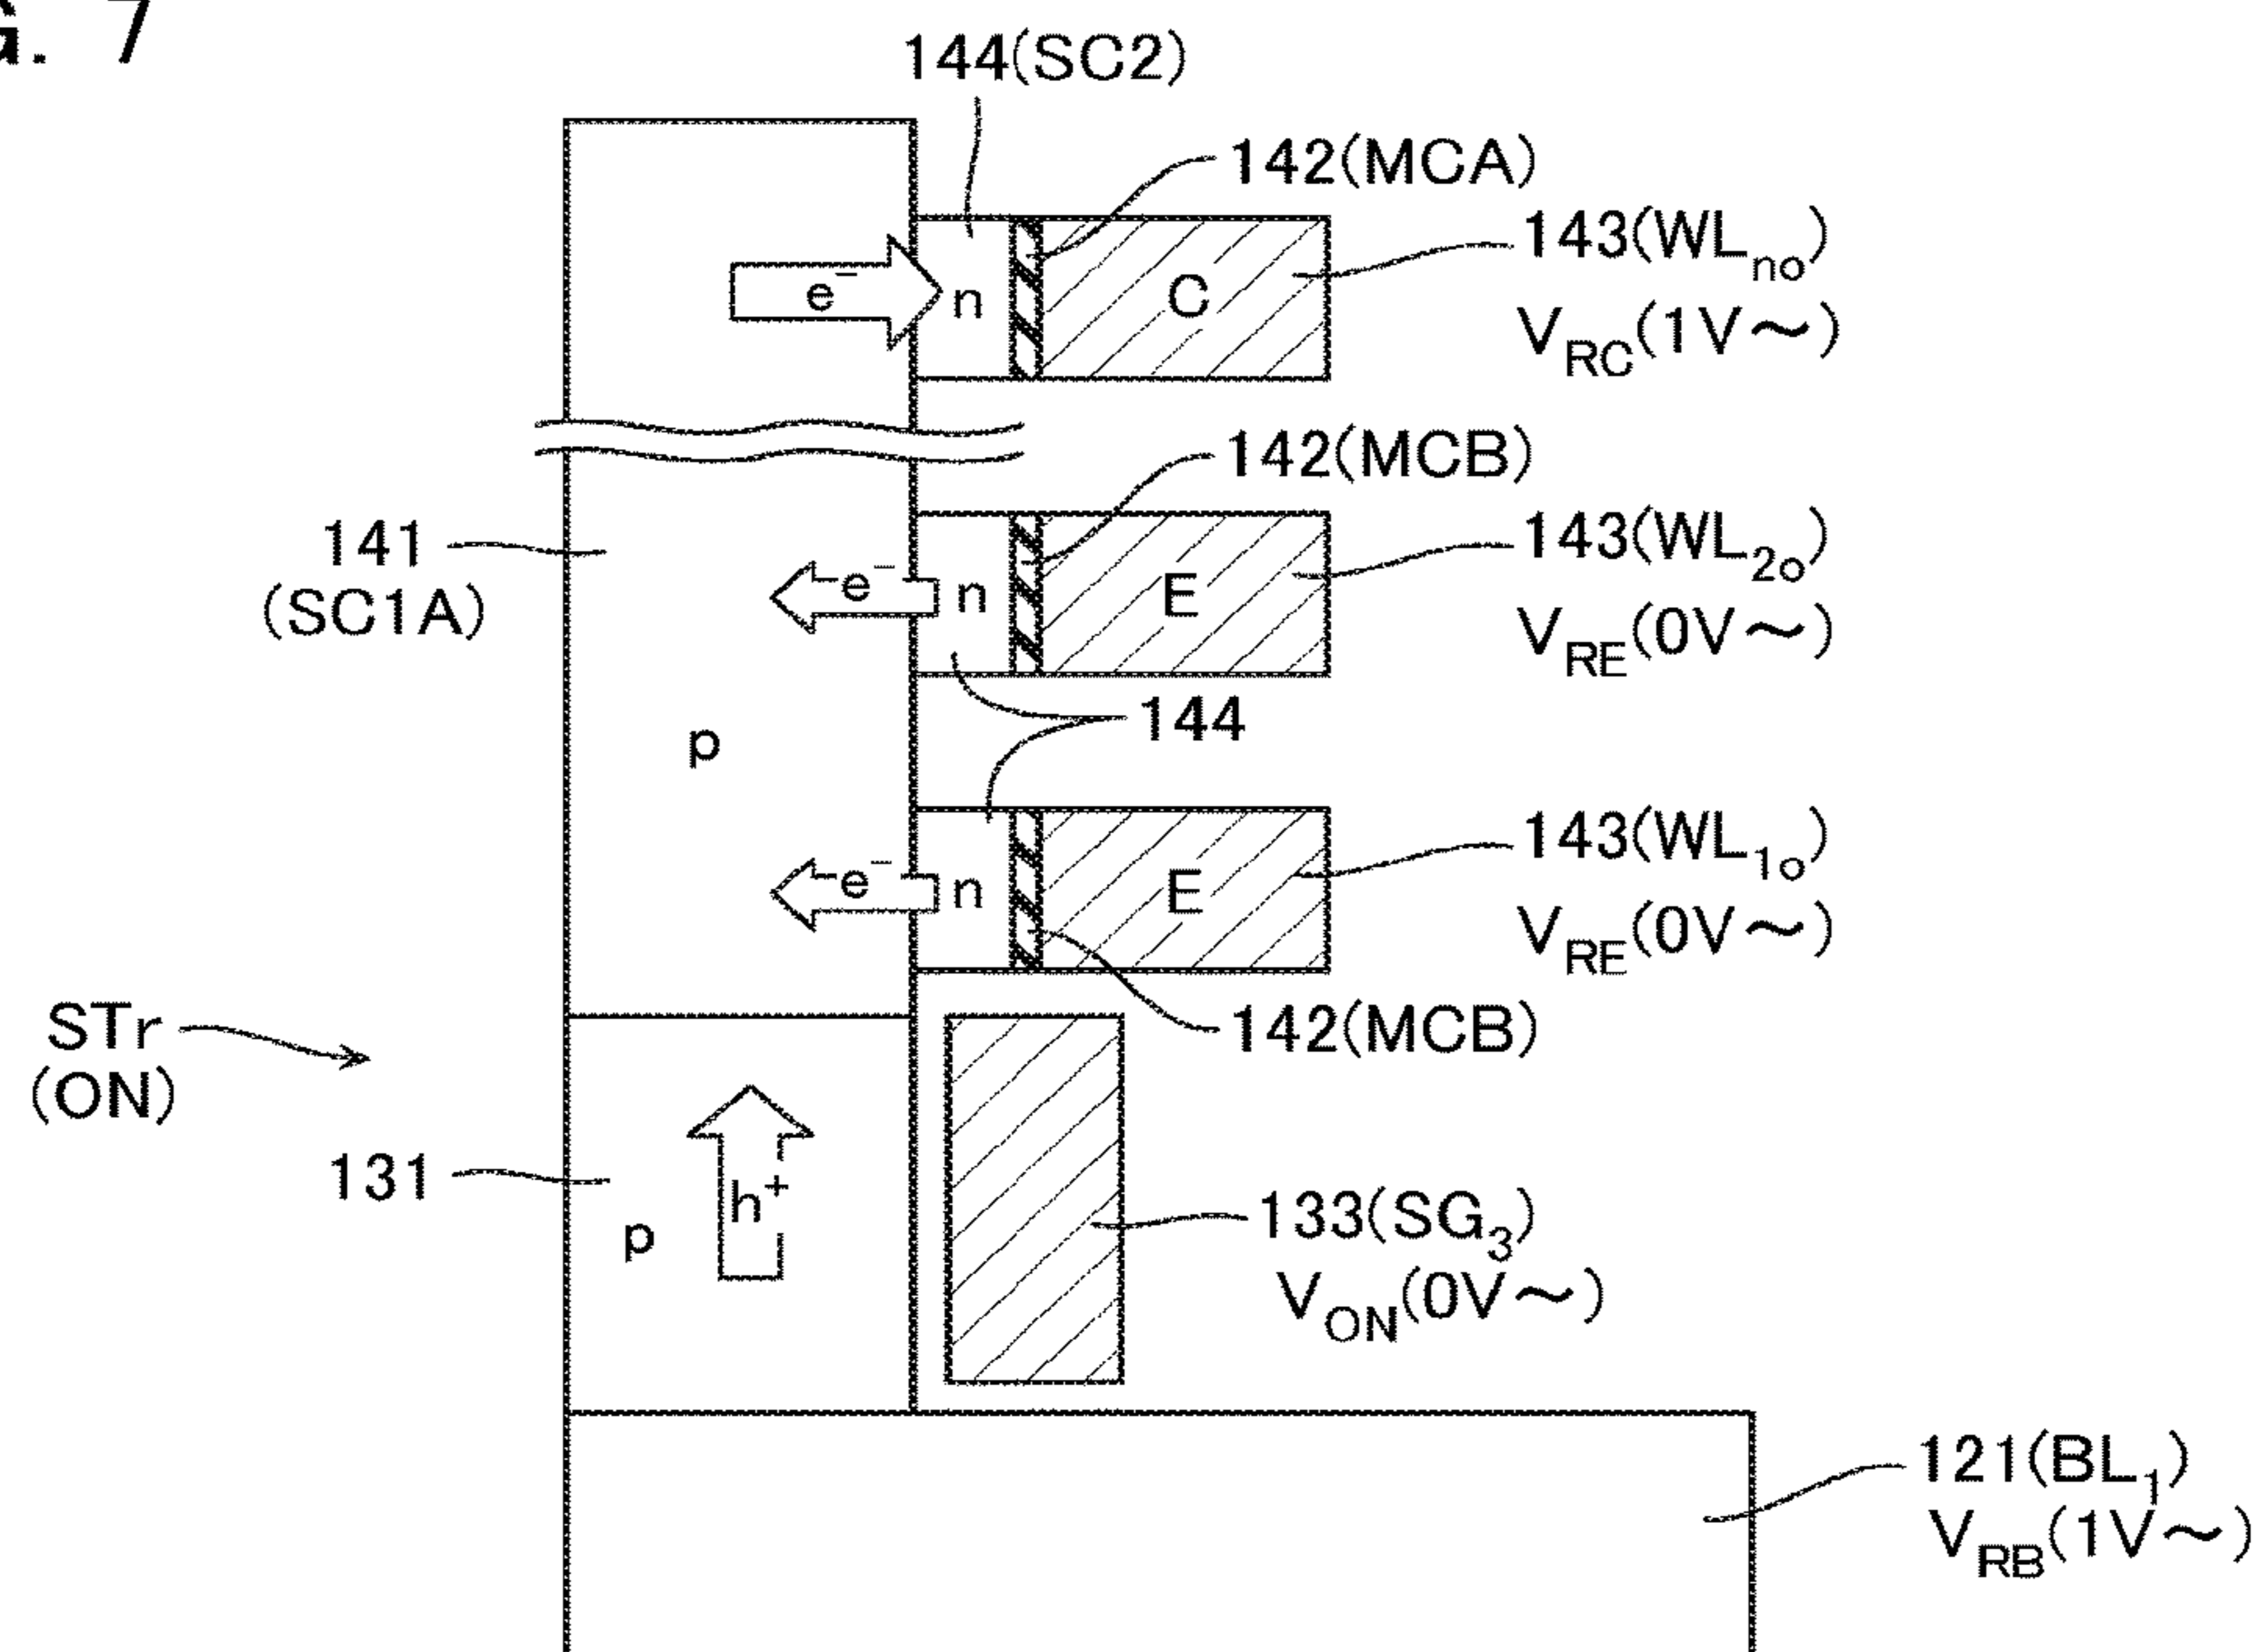 G. 7
144(SC2)
142(MCA)
143(WLno)
e⁻
n
C
VRC(1V～)
142(MCB)
141
(SC1A)
143(WL2o)
e⁻
n
E
VRE(0V～)
144
p
143(WL1o)
e⁻
n
E
VRE(0V～)
STr
(ON)
142(MCB)
131
h⁺
p
133(SG3)
VON(0V～)
121(BL1)
VRB(1V～)